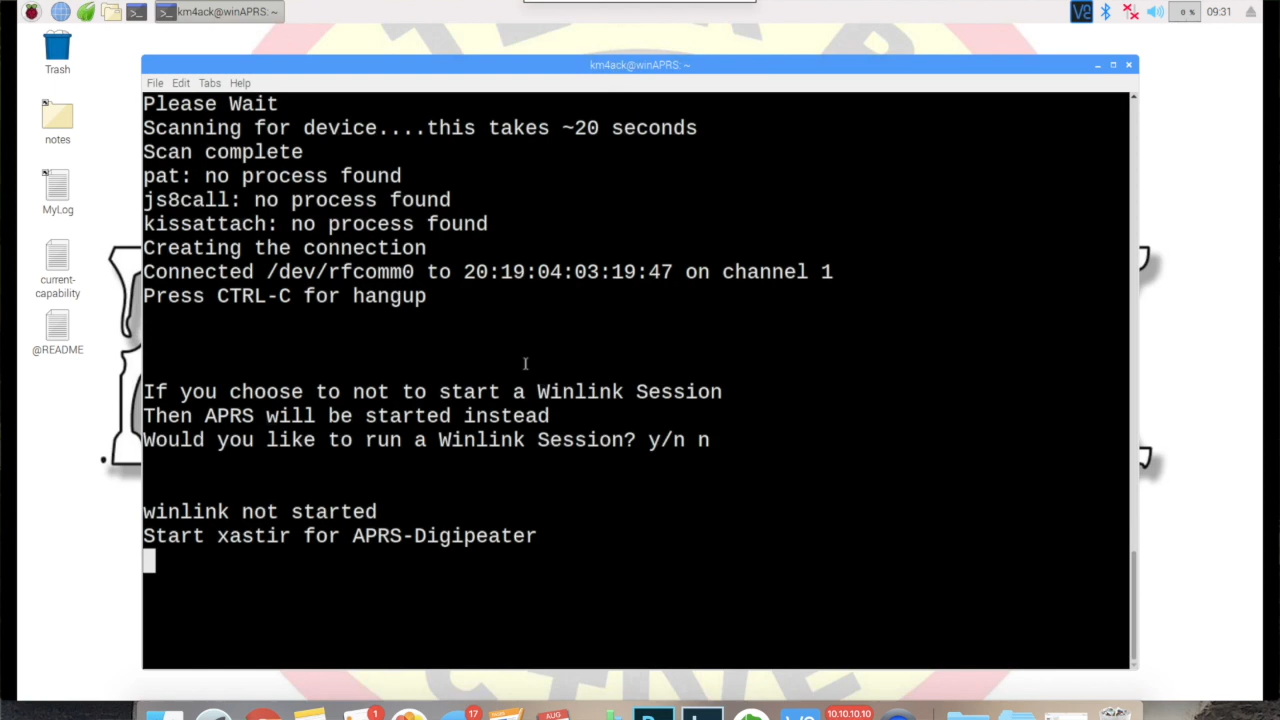 km4ack@winAPRS: ~
0 %
09:31
Trash
notes
MyLog
current-
capability
@README
km4ack@winAPRS: ~
File Edit Tabs Help
Please Wait
Scanning for device....this takes ~20 seconds
Scan complete
pat: no process found
js8call: no process found
kissattach: no process found
Creating the connection
Connected /dev/rfcomm0 to 20:19:04:03:19:47 on channel 1
Press CTRL-C for hangup
If you choose to not to start a Winlink Session
Then APRS will be started instead
Would you like to run a Winlink Session? y/n n
winlink not started
Start xastir for APRS-Digipeater
1
17
AUG
10.10.10.10